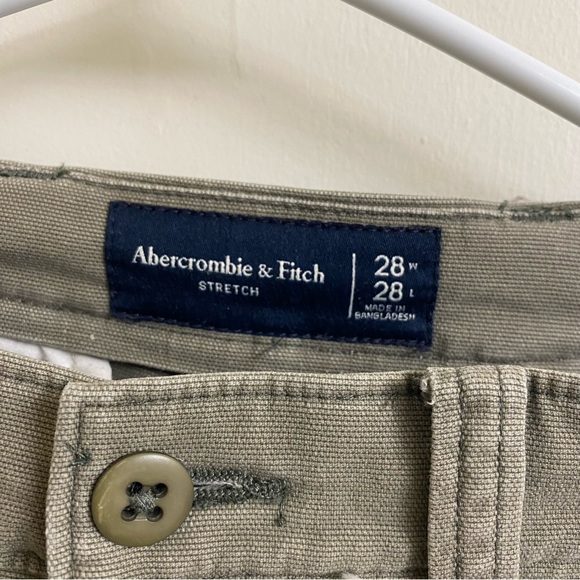 Abercrombie & Fitch
STRETCH
28 W
28 L
MADE IN
BANGLADESH